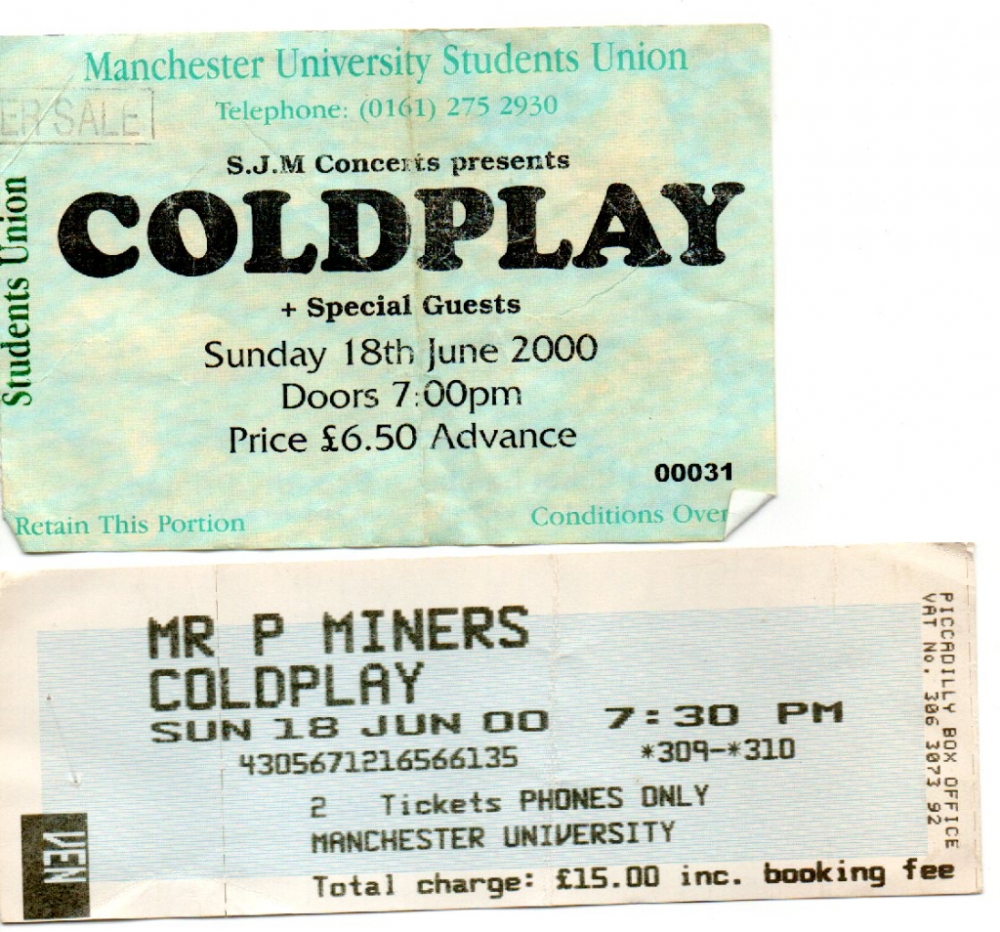 Manchester University Students Union
Telephone: (0161) 275 2930
ER SALE
S.J.M Concerts presents
COLDPLAY
+ Special Guests
Sunday 18th June 2000
Doors 7:00pm
Price £6.50 Advance
00031
Retain This Portion
Conditions Over
Students Union
MR P MINERS
COLDPLAY
SUN 18 JUN 00 7:30 PM
4305671216566135 *309-*310
2 Tickets PHONES ONLY
MANCHESTER UNIVERSITY
Total charge: £15.00 inc. booking fee
VEN
PICCADILLY BOX OFFICE
VAT No. 306 3073 92